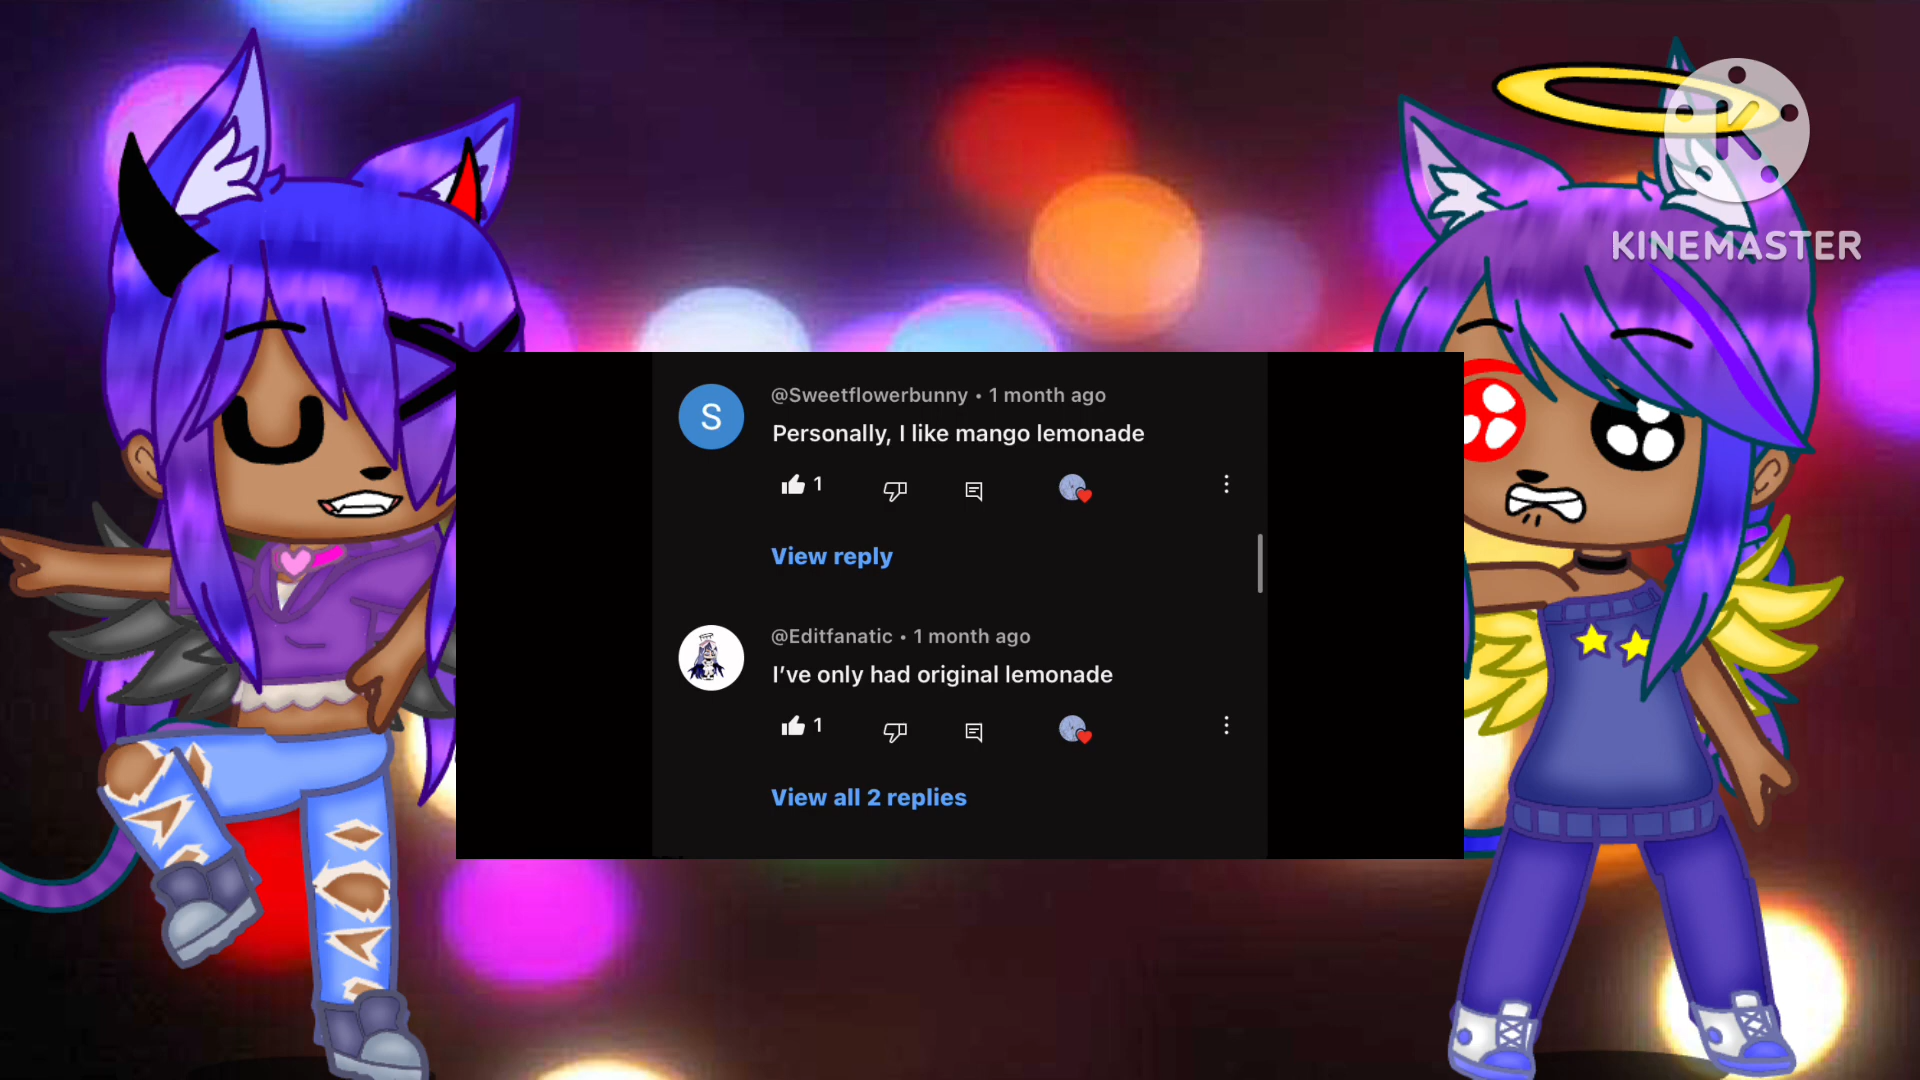 K
KINEMASTER
S
@Sweetflowerbunny • 1 month ago
Personally, I like mango lemonade
1
View reply
@Editfanatic • 1 month ago
I’ve only had original lemonade
1
View all 2 replies